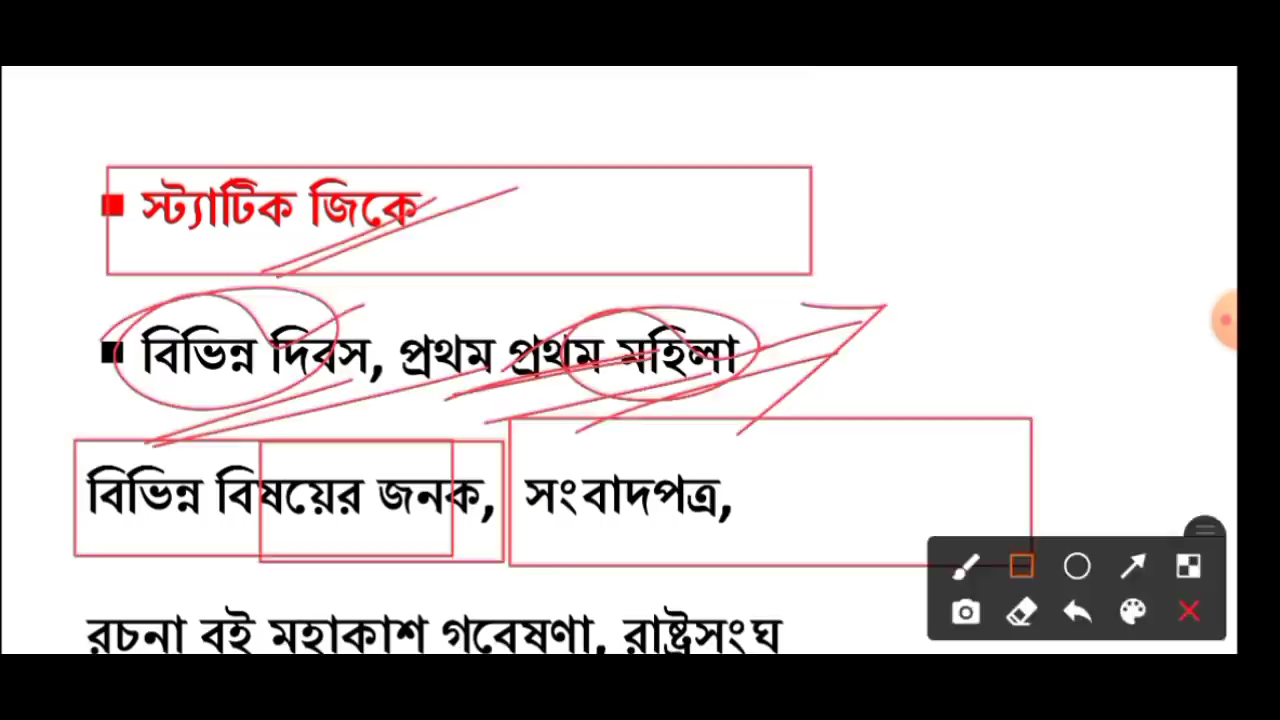 ▪ স্ট্যাটিক জিকে
▪ বিভিন্ন দিবস, প্রথম প্রথম মহিলা
বিভিন্ন বিষয়ের জনক, সংবাদপত্র,
রচনা বই মহাকাশ গবেষণা, রাষ্ট্রসংঘ